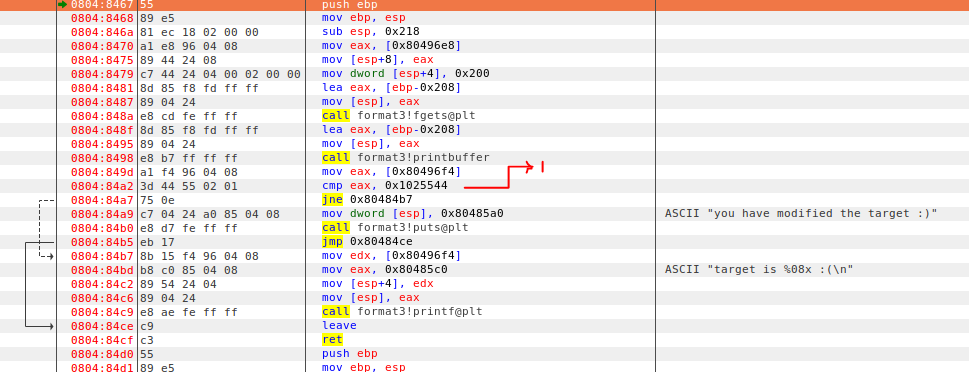 0804:8467 55 push ebp
0804:8468 89 e5 mov ebp, esp
0804:846a 81 ec 18 02 00 00 sub esp, 0x218
0804:8470 a1 e8 96 04 08 mov eax, [0x80496e8]
0804:8475 89 44 24 08 mov [esp+8], eax
0804:8479 c7 44 24 04 00 02 00 00 mov dword [esp+4], 0x200
0804:8481 8d 85 f8 fd ff ff lea eax, [ebp-0x208]
0804:8487 89 04 24 mov [esp], eax
0804:848a e8 cd fe ff ff call format3!fgets@plt
0804:848f 8d 85 f8 fd ff ff lea eax, [ebp-0x208]
0804:8495 89 04 24 mov [esp], eax
0804:8498 e8 b7 ff ff ff call format3!printbuffer
0804:849d a1 f4 96 04 08 mov eax, [0x80496f4] 1
0804:84a2 3d 44 55 02 01 cmp eax, 0x1025544
0804:84a7 75 0e jne 0x80484b7
0804:84a9 c7 04 24 a0 85 04 08 mov dword [esp], 0x80485a0 ASCII "you have modified the target :)"
0804:84b0 e8 d7 fe ff ff call format3!puts@plt
0804:84b5 eb 17 jmp 0x80484ce
0804:84b7 8b 15 f4 96 04 08 mov edx, [0x80496f4]
0804:84bd b8 c0 85 04 08 mov eax, 0x80485c0 ASCII "target is %08x :(\n"
0804:84c2 89 54 24 04 mov [esp+4], edx
0804:84c6 89 04 24 mov [esp], eax
0804:84c9 e8 ae fe ff ff call format3!printf@plt
0804:84ce c9 leave
0804:84cf c3 ret
0804:84d0 55 push ebp
0804:84d1 89 e5 mov ebp, esp